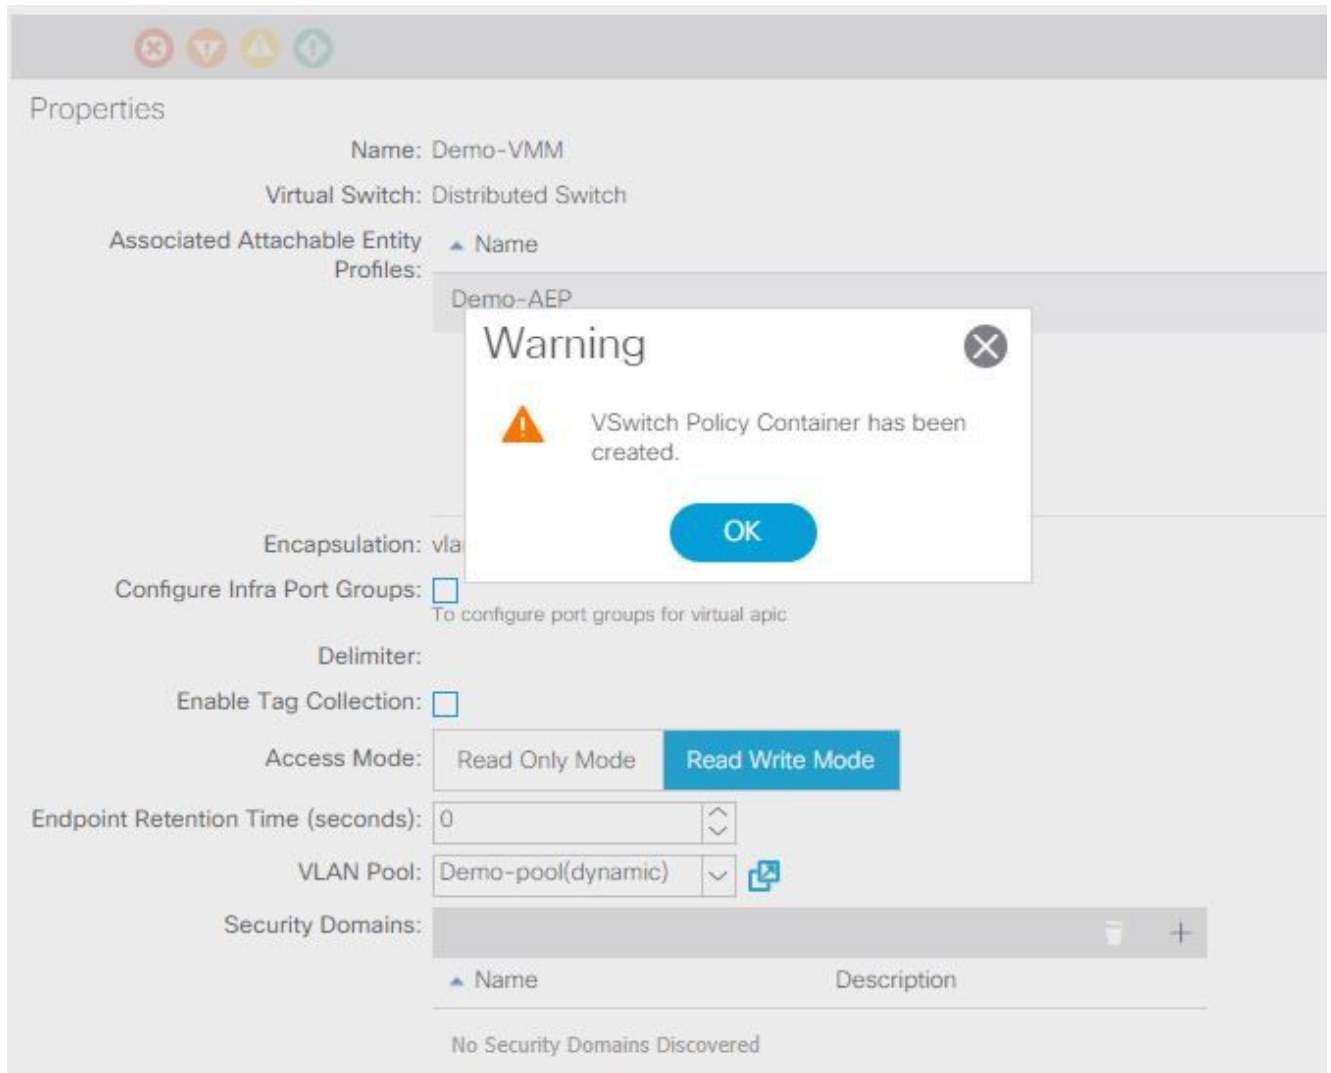 Properties
Name: Demo-VMM
Virtual Switch: Distributed Switch
Associated Attachable Entity
Profiles:
Name
Demo-AEP
Warning
VSwitch Policy Container has been
created.
OK
Encapsulation:
Configure Infra Port Groups:
To configure port groups for virtual apic
Delimiter:
Enable Tag Collection:
Access Mode: Read Only Mode Read Write Mode
Endpoint Retention Time (seconds): 0
VLAN Pool: Demo-pool(dynamic)
Security Domains:
Name Description
No Security Domains Discovered